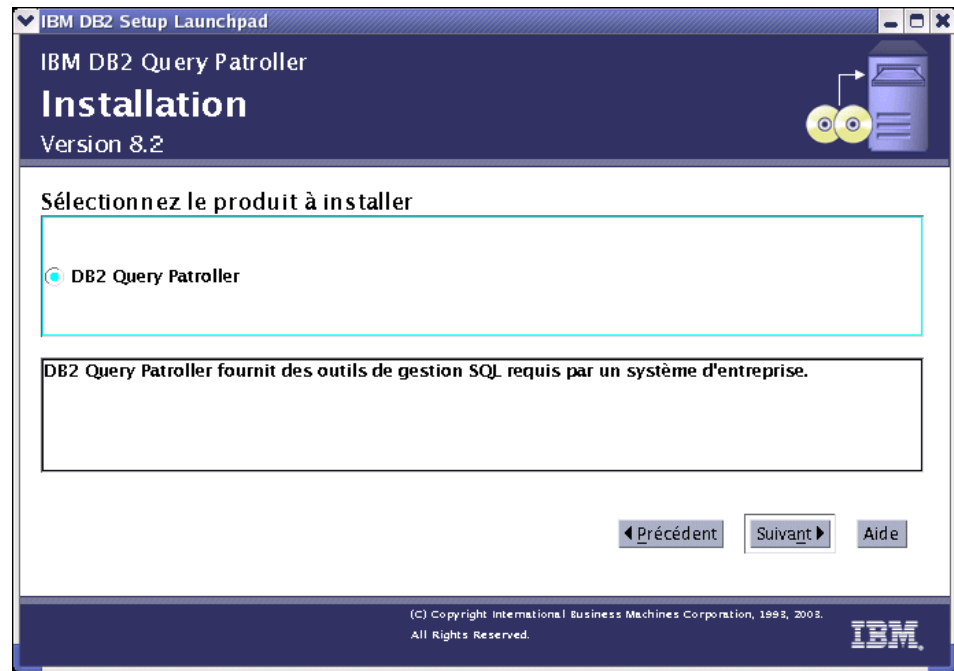 IBM DB2 Setup Launchpad
IBM DB2 Query Patroller
Installation
Version 8.2
Sélectionnez le produit à installer
DB2 Query Patroller
DB2 Query Patroller fournit des outils de gestion SQL requis par un système d'entreprise.
Précédent
Suivant
Aide
(C) Copyright International Business Machines Corporation, 1993, 2003.
All Rights Reserved.
IBM.